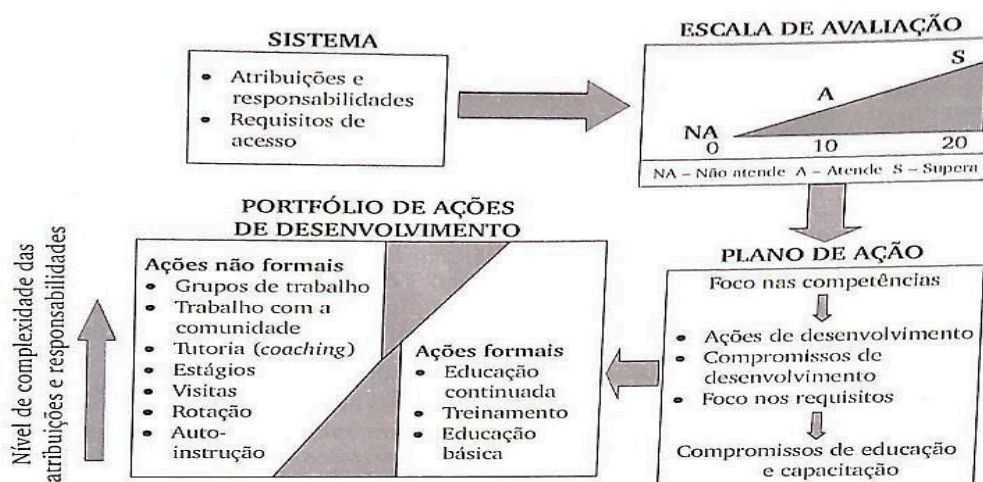 SISTEMA
• Atribuições e
responsabilidades
• Requisitos de
acesso
ESCALA DE AVALIAÇÃO
S
A
NA
0
10
20
NA – Não atende A – Atende S – Supera
PLANO DE AÇÃO
Foco nas competências
• Ações de desenvolvimento
• Compromissos de
desenvolvimento
• Foco nos requisitos
Compromissos de educação
e capacitação
PORTFÓLIO DE AÇÕES
DE DESENVOLVIMENTO
Ações não formais
• Grupos de trabalho
• Trabalho com a
comunidade
• Tutoria (coaching)
• Estágios
• Visitas
• Rotação
• Auto-
instrução
Ações formais
• Educação
continuada
• Treinamento
• Educação
básica
Nível de complexidade das
atribuições e responsabilidades